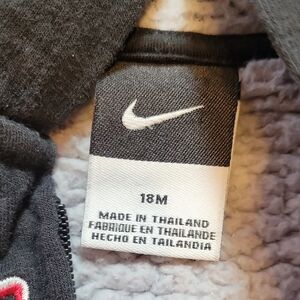 18M
MADE IN THAILAND
FABRIQUE EN THAILANDE
HECHO EN TAILANDIA